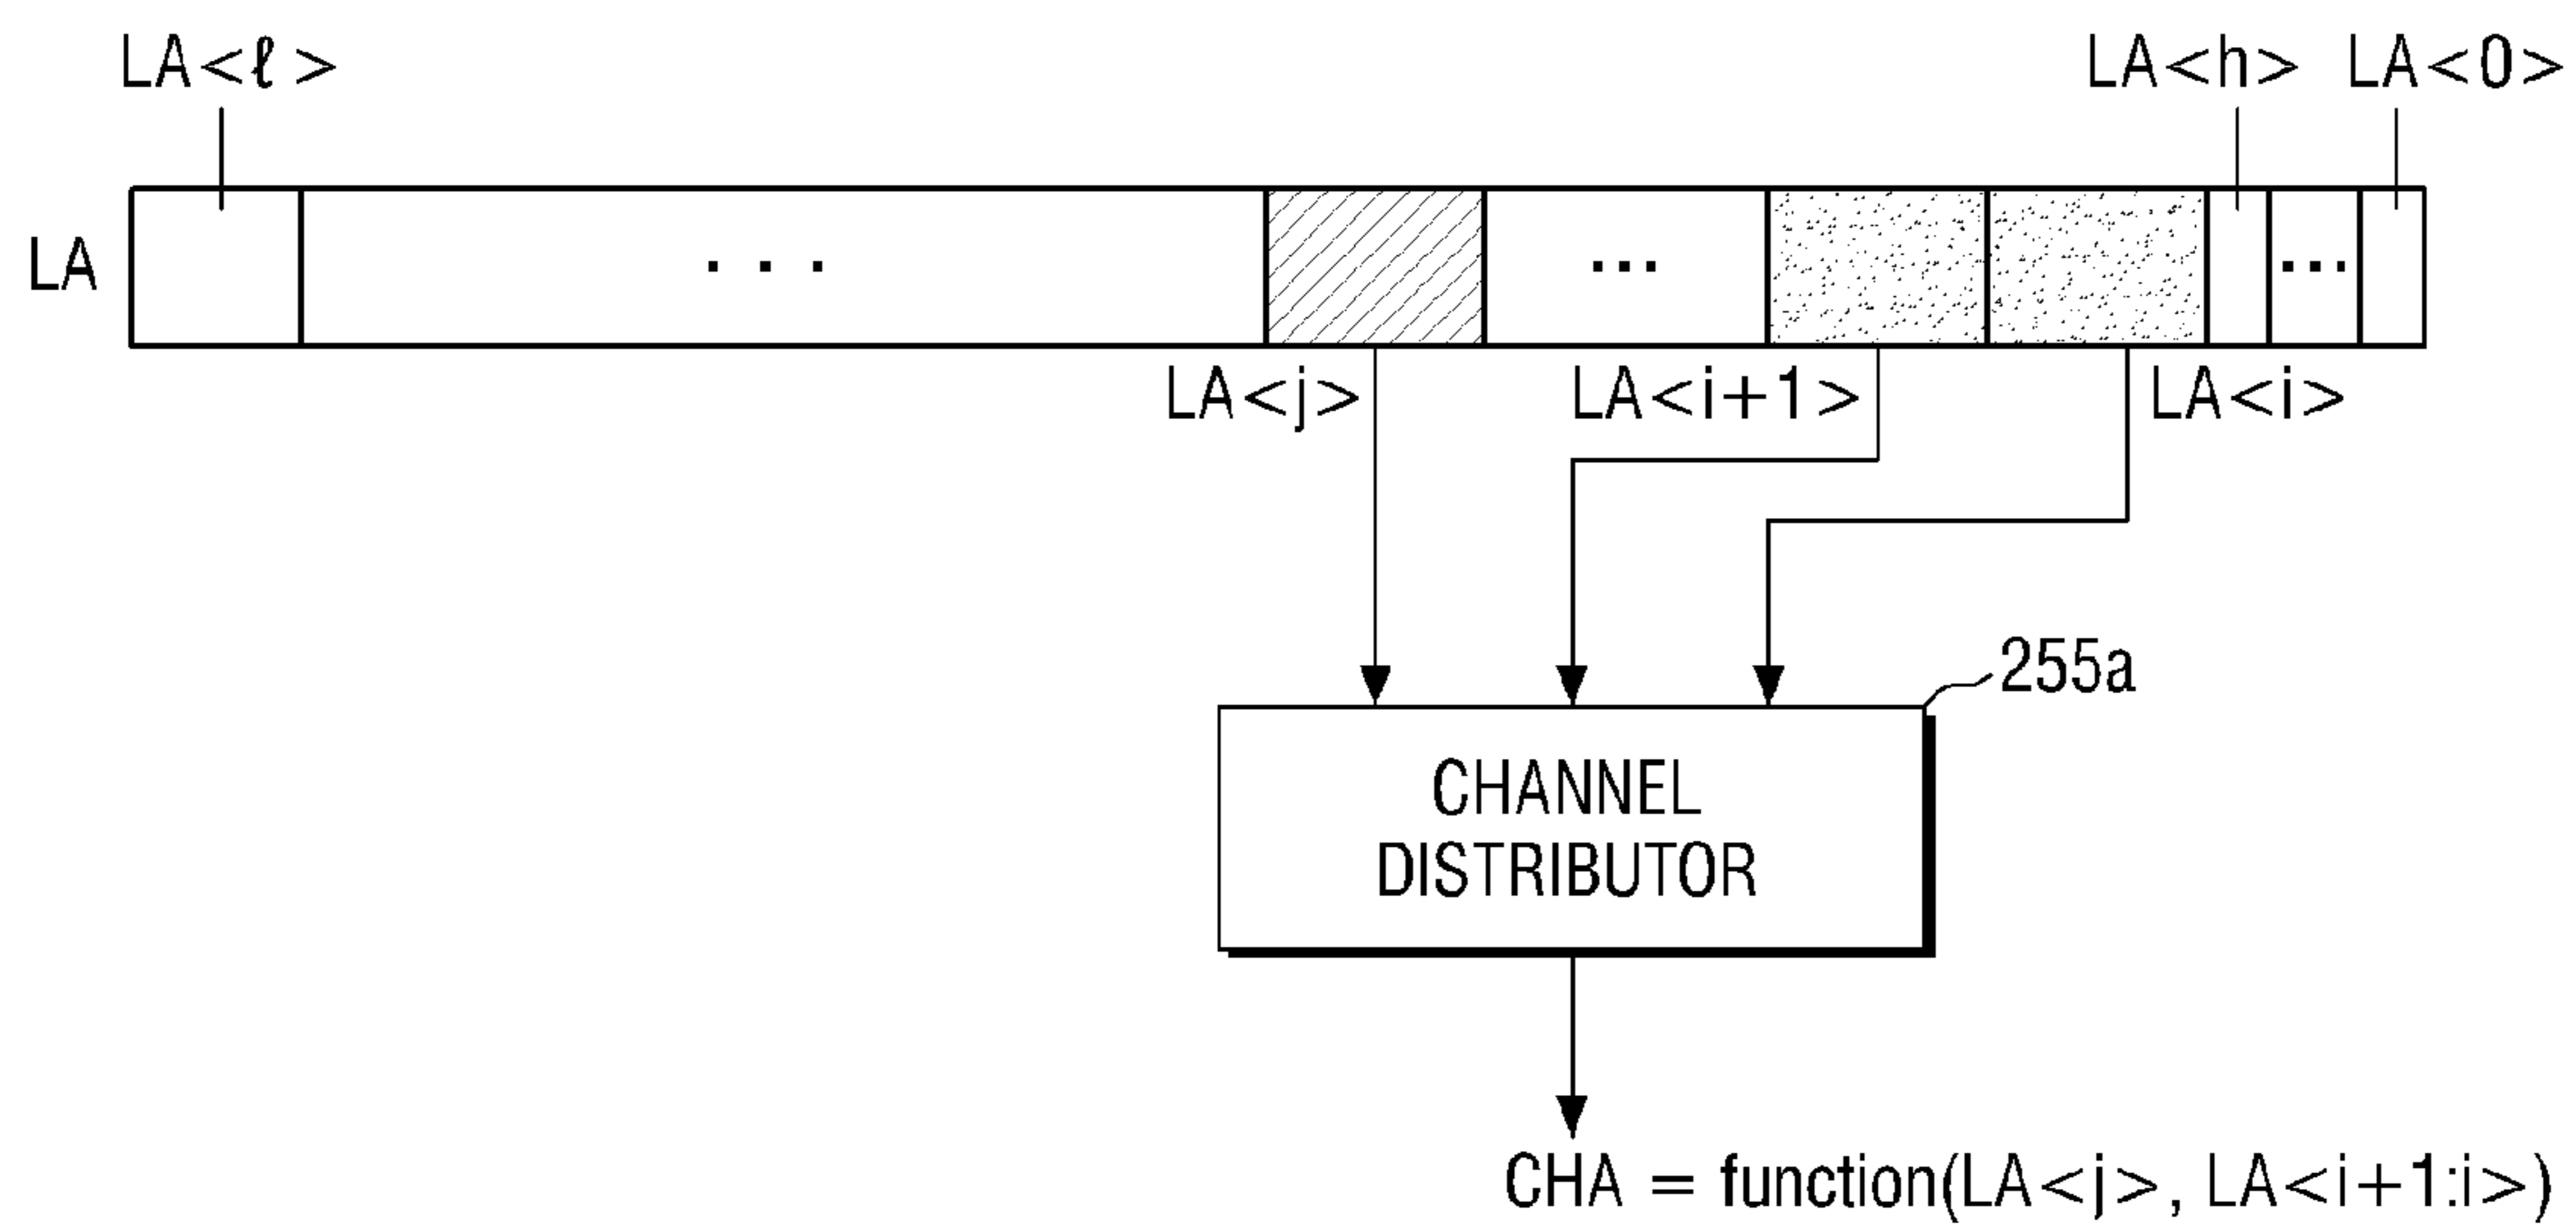 LA<ℓ> LA<h> LA<0>
LA ... ... ...
LA<j> LA<i+1> LA<i>
255a
CHANNEL
DISTRIBUTOR
CHA = function(LA<j>, LA<i+1:i>)